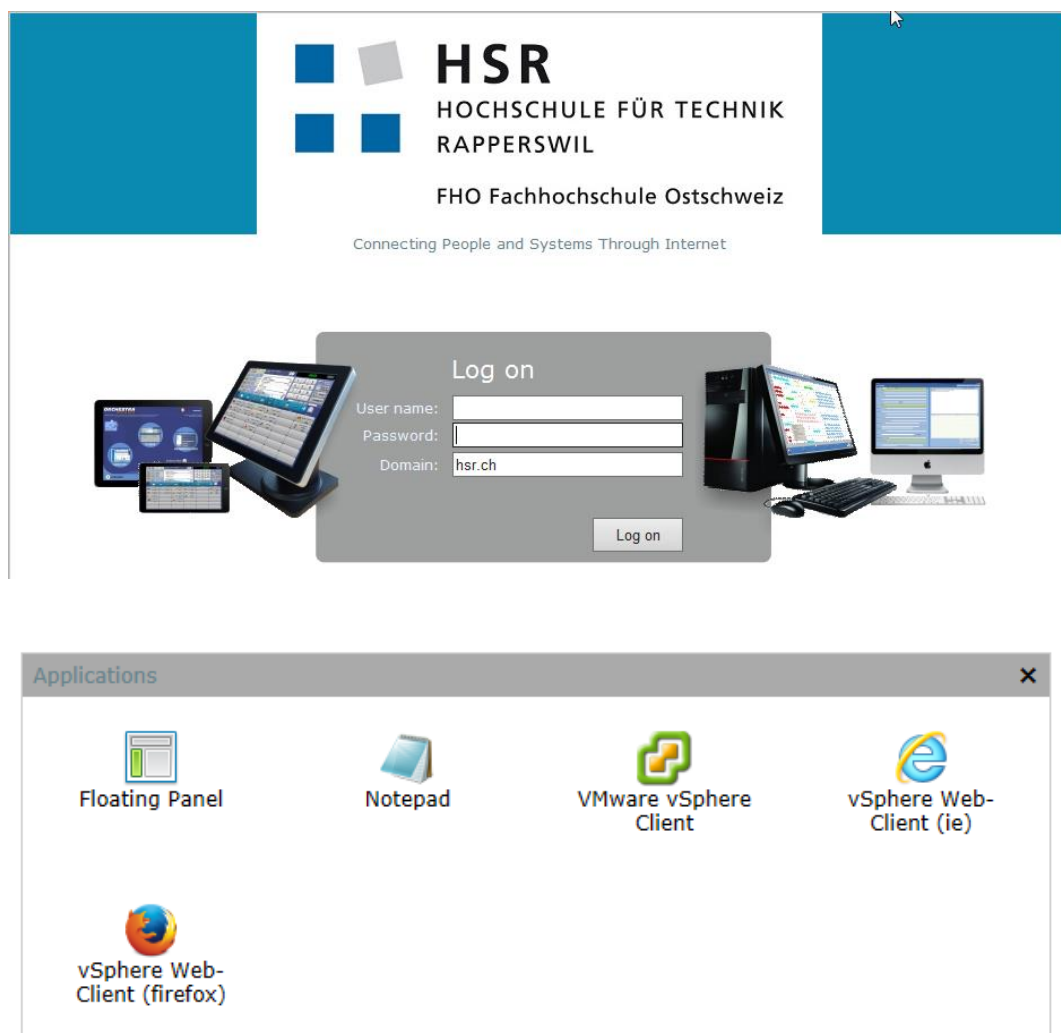 HSR
HOCHSCHULE FÜR TECHNIK
RAPPERSWIL
FHO Fachhochschule Ostschweiz
Connecting People and Systems Through Internet
Log on
User name:
Password:
Domain: hsr.ch
Log on
Applications
Floating Panel
Notepad
VMware vSphere
Client
vSphere Web-
Client (ie)
vSphere Web-
Client (firefox)